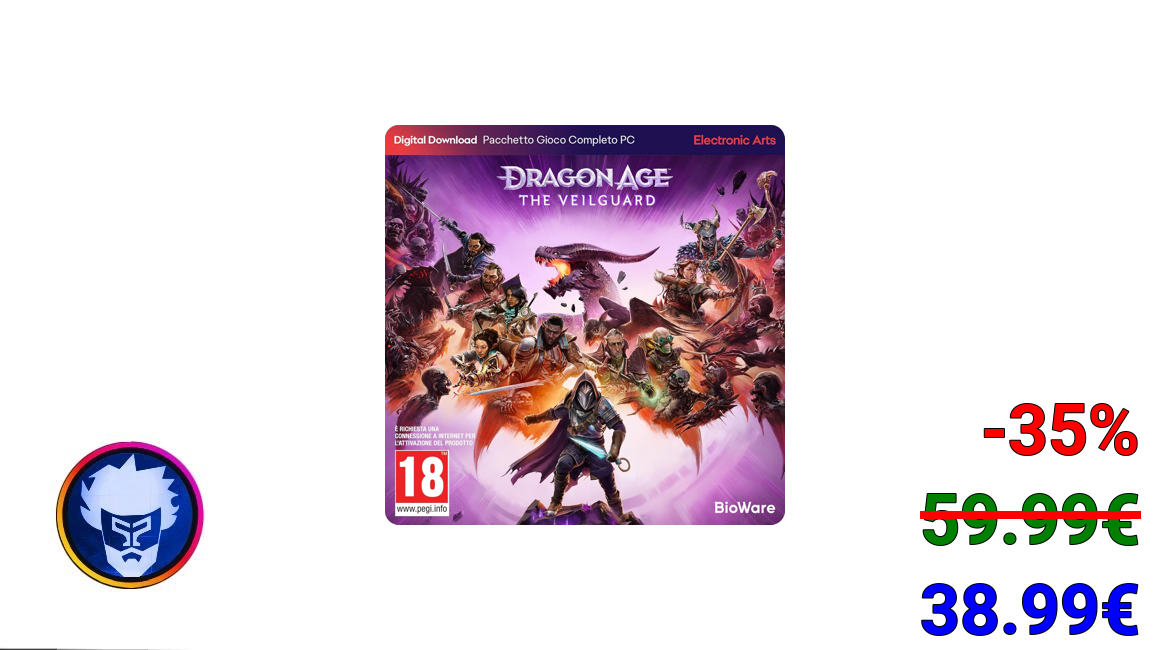 Digital Download Pacchetto Gioco Completo PC
Electronic Arts
DRAGON AGE
THE VEILGUARD
È RICHIESTA UNA
CONNESSIONE A INTERNET PER
L'ATTIVAZIONE DEL PRODOTTO
18
™
www.pegi.info
BioWare
-35%
59.99€
38.99€